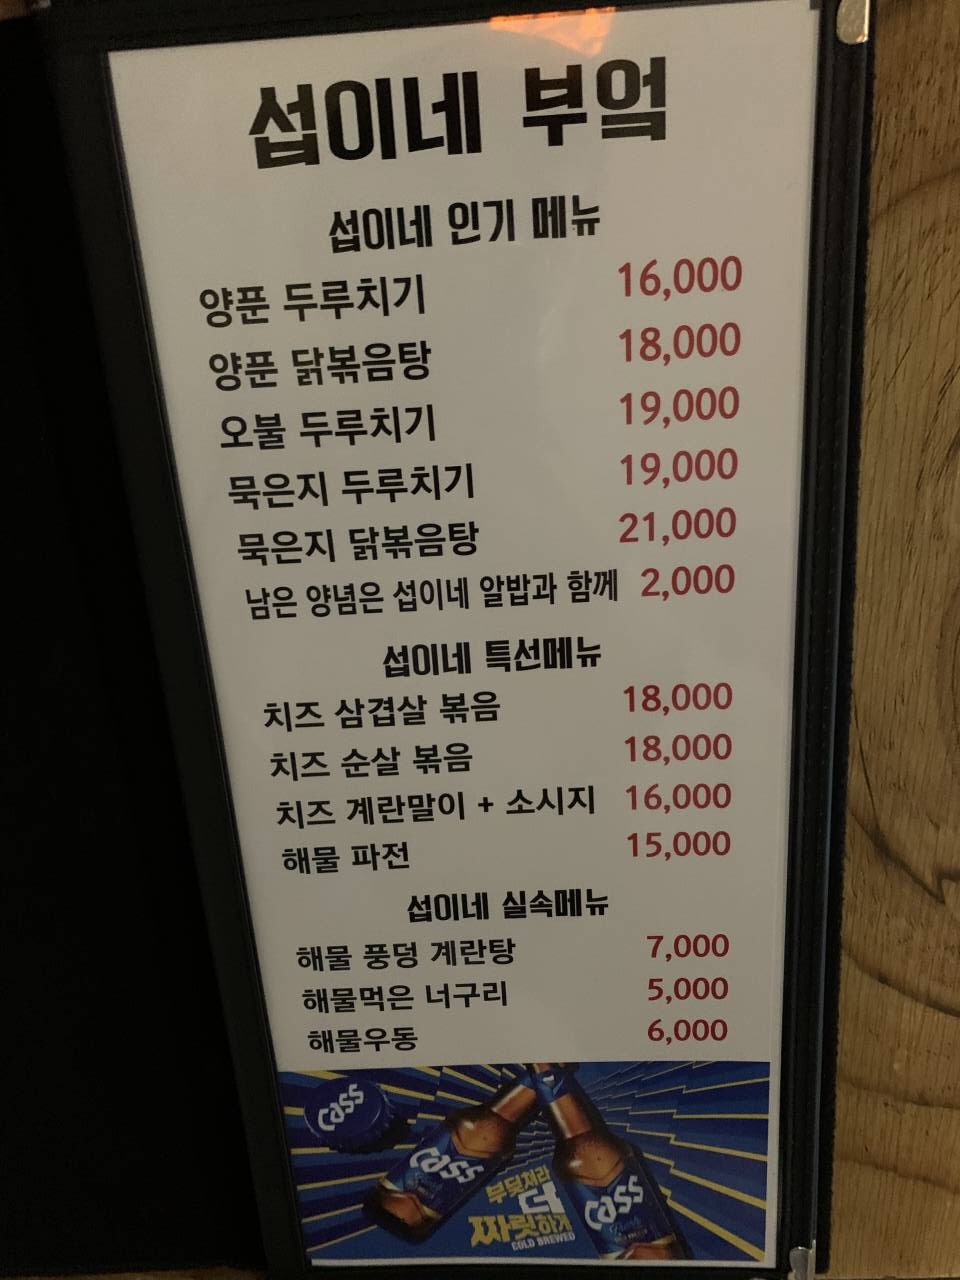 섭이네 부엌
섭이네 인기 메뉴
양푼 두루치기 16,000
양푼 닭볶음탕 18,000
오불 두루치기 19,000
묵은지 두루치기 19,000
묵은지 닭볶음탕 21,000
남은 양념은 섭이네 알밥과 함께 2,000
섭이네 특선메뉴
치즈 삼겹살 볶음 18,000
치즈 순살 볶음 18,000
치즈 계란말이 + 소시지 16,000
해물 파전 15,000
섭이네 실속메뉴
해물 풍덩 계란탕 7,000
해물먹은 너구리 5,000
해물우동 6,000
Cass
Cass
Cass
부딪쳐라
더
짜릿하게
COLD BREWED